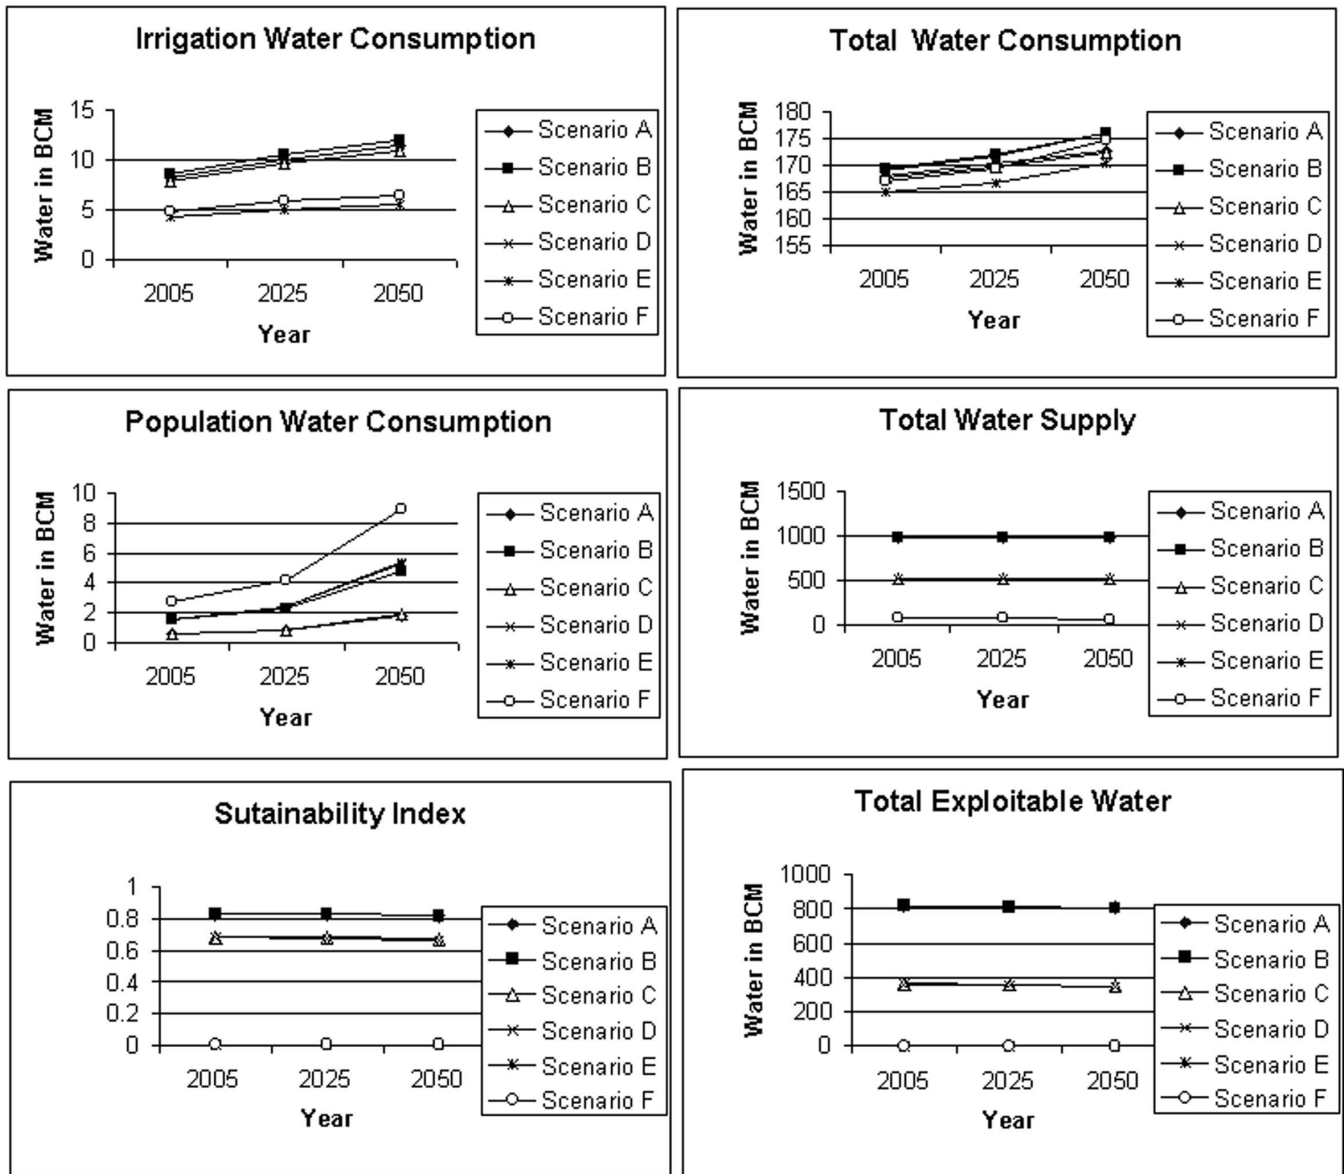 Irrigation Water Consumption
Water in BCM
15
10
5
0
2005 2025 2050
Year
Scenario A
Scenario B
Scenario C
Scenario D
Scenario E
Scenario F
Total Water Consumption
Water in BCM
180
175
170
165
160
155
2005 2025 2050
Year
Scenario A
Scenario B
Scenario C
Scenario D
Scenario E
Scenario F
Population Water Consumption
Water in BCM
10
8
6
4
2
0
2005 2025 2050
Year
Scenario A
Scenario B
Scenario C
Scenario D
Scenario E
Scenario F
Total Water Supply
Water in BCM
1500
1000
500
0
2005 2025 2050
Year
Scenario A
Scenario B
Scenario C
Scenario D
Scenario E
Scenario F
Sutainability Index
1
0.8
0.6
0.4
0.2
0
2005 2025 2050
Year
Scenario A
Scenario B
Scenario C
Scenario D
Scenario E
Scenario F
Total Exploitable Water
Water in BCM
1000
800
600
400
200
0
2005 2025 2050
Year
Scenario A
Scenario B
Scenario C
Scenario D
Scenario E
Scenario F